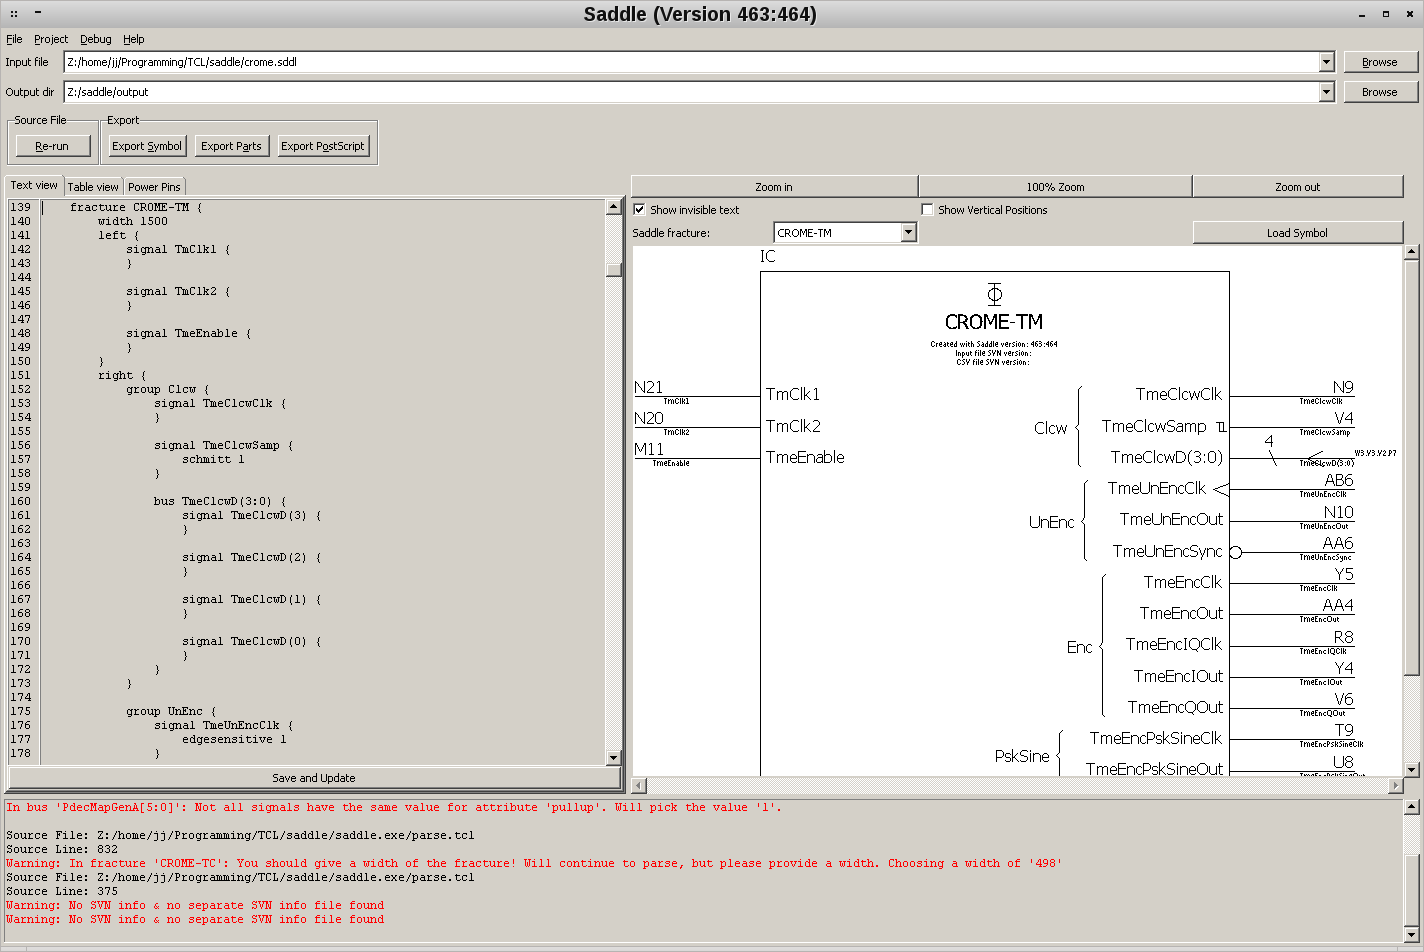 Saddle (Version 463:464)
File Project Debug Help
Input file Z:/home/jj/Programming/TCL/saddle/crome.sddl Browse
Output dir Z:/saddle/output Browse
Source File Export
Re-run Export Symbol Export Parts Export PostScript
Text view Table view Power Pins
139 fracture CROME-TM {
140 width 1500
141 left {
142 signal TmClk1 {
143 }
144
145 signal TmClk2 {
146 }
147
148 signal TmeEnable {
149 }
150 }
151 right {
152 group Clcw {
153 signal TmeClcwClk {
154 }
155
156 signal TmeClcwSamp {
157 schmitt 1
158 }
159
160 bus TmeClcwD(3:0) {
161 signal TmeClcwD(3) {
162 }
163
164 signal TmeClcwD(2) {
165 }
166
167 signal TmeClcwD(1) {
168 }
169
170 signal TmeClcwD(0) {
171 }
172 }
173 }
174
175 group UnEnc {
176 signal TmeUnEncClk {
177 edgesensitive 1
178 }
Save and Update
Zoom in 100% Zoom Zoom out
Show invisible text Show Vertical Positions
Saddle fracture: CROME-TM Load Symbol
IC
CROME-TM
Created with Saddle version: 463:464
Input file SVN version:
CSV file SVN version:
N21 TmClk1 TmClk1
N20 TmClk2 TmClk2
M11 TmeEnable TmeEnable
Clcw
TmeClcwClk N9 TmeClcwClk
TmeClcwSamp V4 TmeClcwSamp
TmeClcwD(3:0) 4 TmeClcwD(3:0) W3,Y3,V2,P7
UnEnc
TmeUnEncClk AB6 TmeUnEncClk
TmeUnEncOut N10 TmeUnEncOut
TmeUnEncSync AA6 TmeUnEncSync
Enc
TmeEncClk Y5 TmeEncClk
TmeEncOut AA4 TmeEncOut
TmeEncIQClk R8 TmeEncIQClk
TmeEncIOut Y4 TmeEncIOut
TmeEncQOut V6 TmeEncQOut
PskSine
TmeEncPskSineClk T9 TmeEncPskSineClk
TmeEncPskSineOut U8 TmeEncPskSineOut
In bus 'PdecMapGenA[5:0]': Not all signals have the same value for attribute 'pullup'. Will pick the value '1'.
Source File: Z:/home/jj/Programming/TCL/saddle/saddle.exe/parse.tcl
Source Line: 832
Warning: In fracture 'CROME-TC': You should give a width of the fracture! Will continue to parse, but please provide a width. Choosing a width of '498'
Source File: Z:/home/jj/Programming/TCL/saddle/saddle.exe/parse.tcl
Source Line: 375
Warning: No SVN info & no separate SVN info file found
Warning: No SVN info & no separate SVN info file found